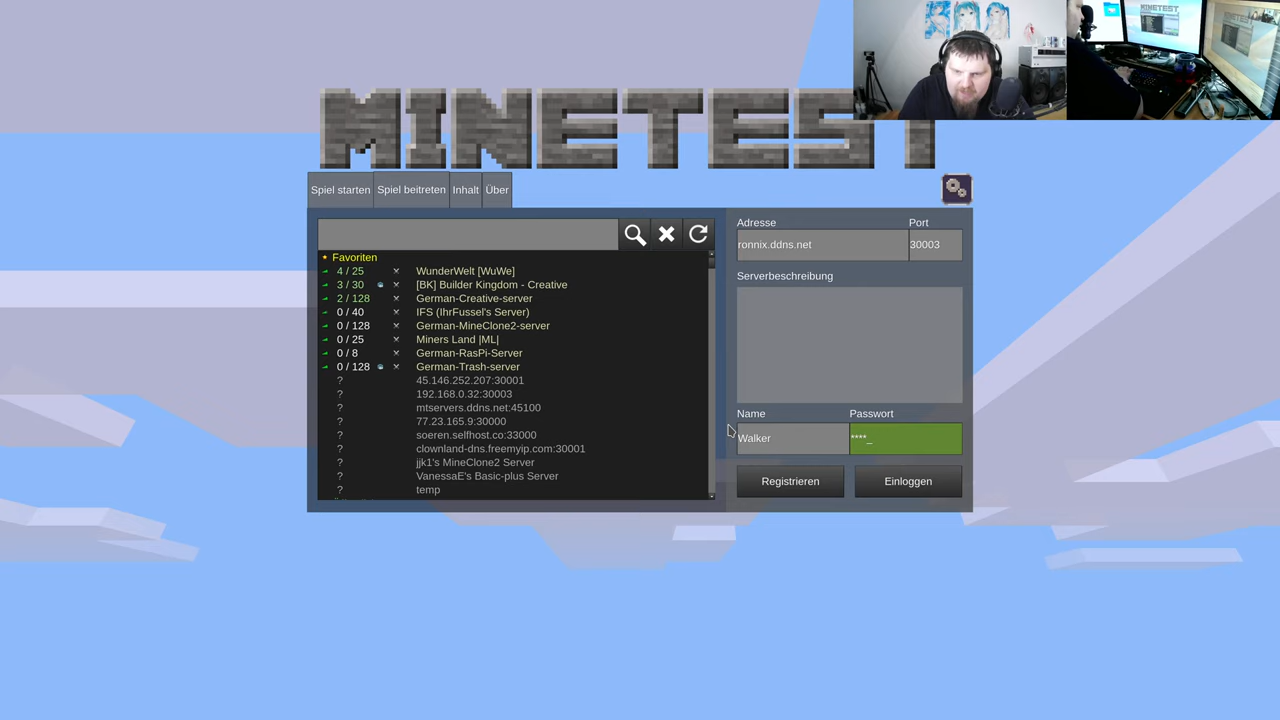 MINETEST
Spiel starten
Spiel beitreten
Inhalt
Über
Favoriten
4 / 25 WunderWelt [WuWe]
3 / 30 [BK] Builder Kingdom - Creative
2 / 128 German-Creative-server
0 / 40 IFS (IhrFussel's Server)
0 / 128 German-MineClone2-server
0 / 25 Miners Land |ML|
0 / 8 German-RasPi-Server
0 / 128 German-Trash-server
? 45.146.252.207:30001
? 192.168.0.32:30003
? mtservers.ddns.net:45100
? 77.23.165.9:30000
? soeren.selfhost.co:33000
? clownland-dns.freemyip.com:30001
? jjk1's MineClone2 Server
? VanessaE's Basic-plus Server
? temp
Adresse Port
ronnix.ddns.net 30003
Serverbeschreibung
Name Passwort
Walker ****_
Registrieren Einloggen